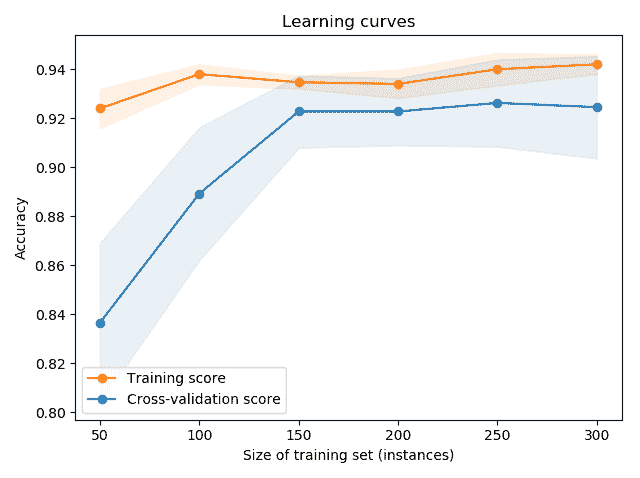 Learning curves
0.94
0.92
0.90
0.88
0.86
0.84
0.82
0.80
Accuracy
Training score
Cross-validation score
50 100 150 200 250 300
Size of training set (instances)